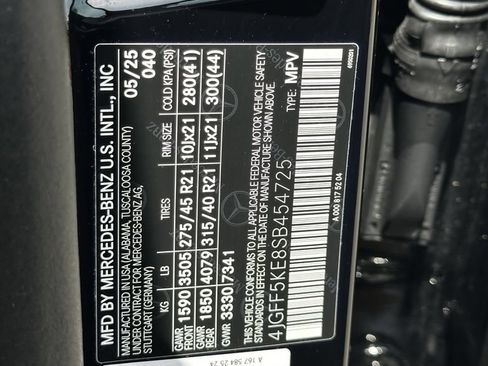 MFD BY MERCEDES-BENZ U.S. INTL., INC
MANUFACTURED IN USA (ALABAMA, TUSCALOOSA COUNTY)
UNDER CONTRACT FOR MERCEDES-BENZ AG,
STUTTGART (GERMANY)
05/25
040
KG LB TIRES RIM SIZE COLD KPA (PSI)
GAWR FRONT 1590 3505 275/45 R21 10jx21 280(41)
GAWR REAR 1850 4079 315/40 R21 11jx21 300(44)
GWR 3330 7341
THIS VEHICLE CONFORMS TO ALL APPLICABLE FEDERAL MOTOR VEHICLE SAFETY
STANDARDS IN EFFECT ON THE DATE OF MANUFACTURE SHOWN ABOVE.
4JGFF5KE8SB454725
TYPE: MPV
A 000 817 52 04
A 167 584 25 24